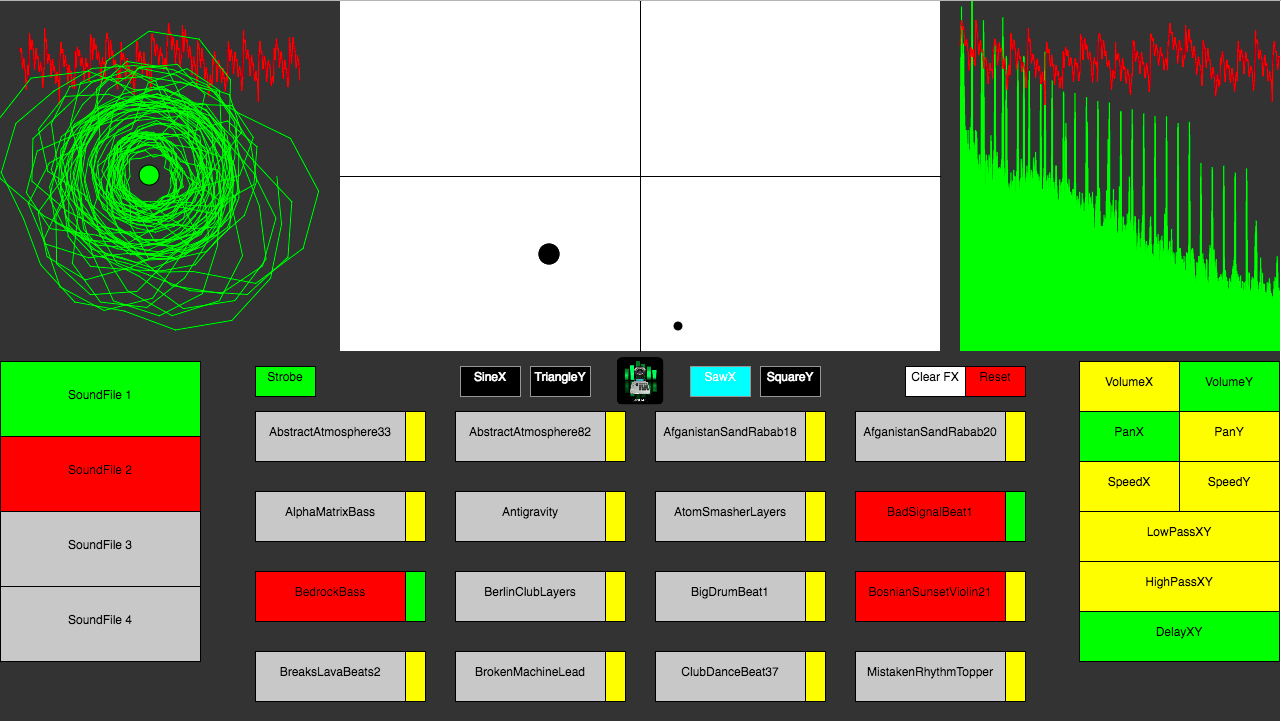 SoundFile 1
SoundFile 2
SoundFile 3
SoundFile 4
Strobe
SineX
TriangleY
SawX
SquareY
Clear FX
Reset
AbstractAtmosphere33
AbstractAtmosphere82
AfganistanSandRabab18
AfganistanSandRabab20
AlphaMatrixBass
Antigravity
AtomSmasherLayers
BadSignalBeat1
BedrockBass
BerlinClubLayers
BigDrumBeat1
BosnianSunsetViolin21
BreaksLavaBeats2
BrokenMachineLead
ClubDanceBeat37
MistakenRhythmTopper
VolumeX
VolumeY
PanX
PanY
SpeedX
SpeedY
LowPassXY
HighPassXY
DelayXY